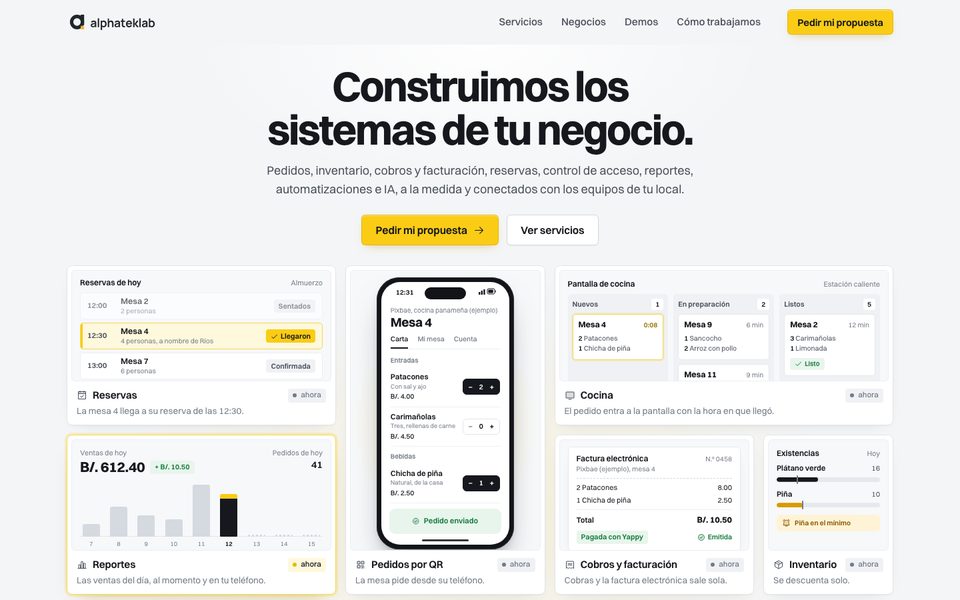 alphateklab
Servicios
Negocios
Demos
Cómo trabajamos
Pedir mi propuesta
Construimos los
sistemas de tu negocio.
Pedidos, inventario, cobros y facturación, reservas, control de acceso, reportes,
automatizaciones e IA, a la medida y conectados con los equipos de tu local.
Pedir mi propuesta →
Ver servicios
Reservas de hoy
Almuerzo
12:00
Mesa 2
2 personas
Sentados
12:30
Mesa 4
4 personas, a nombre de Ríos
Llegaron
13:00
Mesa 7
6 personas
Confirmada
Reservas
ahora
La mesa 4 llega a su reserva de las 12:30.
Ventas de hoy
Pedidos de hoy
B/. 612.40
+ B/. 10.50
41
7 8 9 10 11 12 13 14 15
Reportes
ahora
Las ventas del día, al momento y en tu teléfono.
12:31
Pixbae, cocina panameña (ejemplo)
Mesa 4
Carta Mi mesa Cuenta
Entradas
Patacones
Con sal y ajo
B/. 4.00
− 2 +
Carimañolas
Tres, rellenas de carne
B/. 4.50
− 0 +
Bebidas
Chicha de piña
Natural, de la casa
B/. 2.50
− 1 +
Pedido enviado
Pedidos por QR
ahora
La mesa pide desde su teléfono.
Pantalla de cocina
Estación caliente
Nuevos 1
Mesa 4 0:08
2 Patacones
1 Chicha de piña
En preparación 2
Mesa 9 6 min
1 Sancocho
2 Arroz con pollo
Mesa 11 9 min
Listos 5
Mesa 2 12 min
3 Carimañolas
1 Limonada
Listo
Cocina
ahora
El pedido entra a la pantalla con la hora en que llegó.
Factura electrónica
N.º 0458
Pixbae (ejemplo), mesa 4
2 Patacones 8.00
1 Chicha de piña 2.50
Total B/. 10.50
Pagada con Yappy
Emitida
Cobros y facturación
ahora
Cobras y la factura electrónica sale sola.
Existencias
Hoy
Plátano verde 16
Piña 10
Piña en el mínimo
Inventario
ahora
Se descuenta solo.